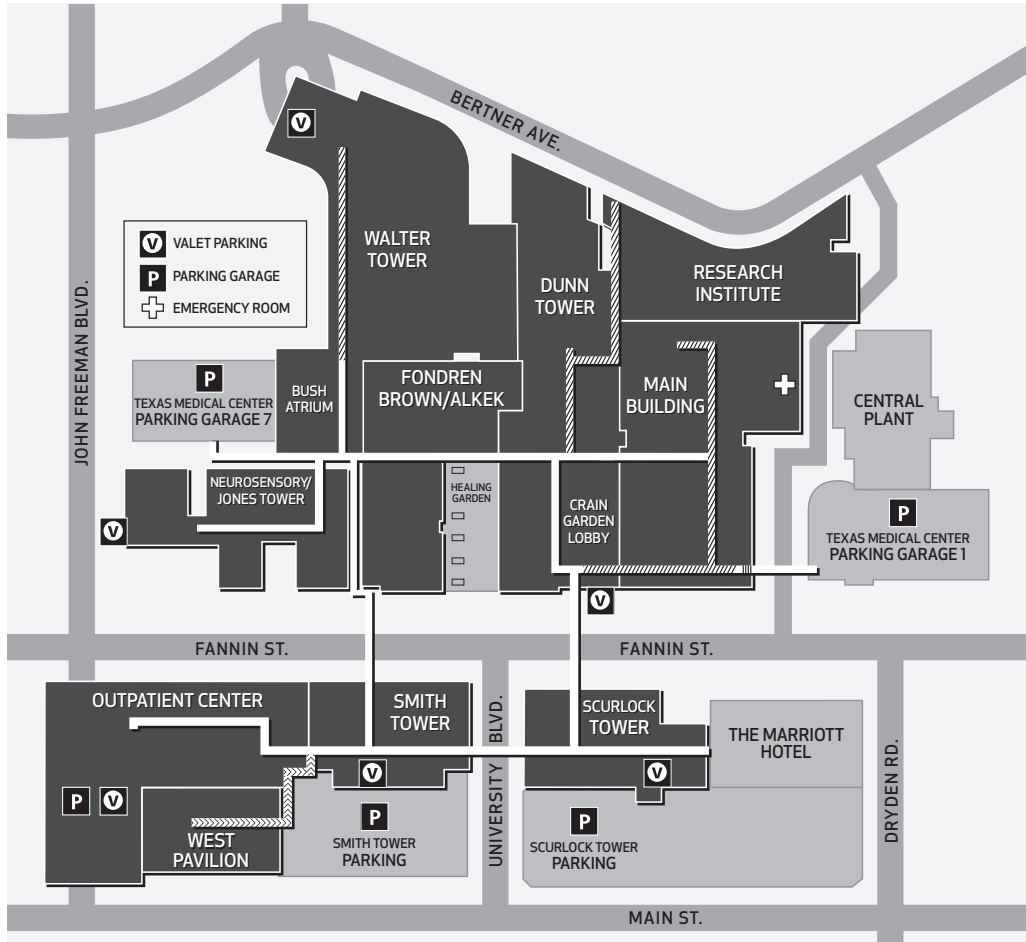 BERTNER AVE.
V
V VALET PARKING
P PARKING GARAGE
EMERGENCY ROOM
WALTER
TOWER
DUNN
TOWER
RESEARCH
INSTITUTE
JOHN FREEMAN BLVD.
P
TEXAS MEDICAL CENTER
PARKING GARAGE 7
BUSH
ATRIUM
FONDREN
BROWN/ALKEK
MAIN
BUILDING
CENTRAL
PLANT
NEUROSENSORY/
JONES TOWER
HEALING
GARDEN
CRAIN
GARDEN
LOBBY
V
P
TEXAS MEDICAL CENTER
PARKING GARAGE 1
V
FANNIN ST.
FANNIN ST.
OUTPATIENT CENTER
SMITH
TOWER
UNIVERSITY BLVD.
SCURLOCK
TOWER
THE MARRIOTT
HOTEL
DRYDEN RD.
V
V
P
V
P
SMITH TOWER
PARKING
P
SCURLOCK TOWER
PARKING
WEST
PAVILION
MAIN ST.